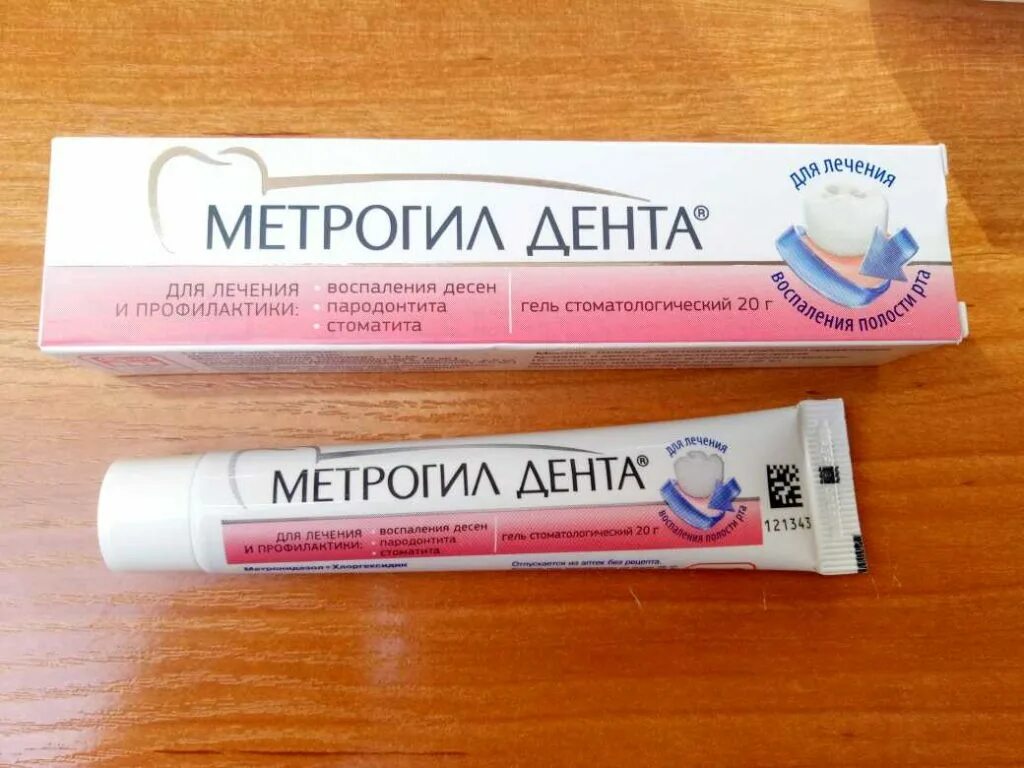 МЕТРОГИЛ ДЕНТА®
ДЛЯ ЛЕЧЕНИЯ
И ПРОФИЛАКТИКИ:
• воспаления десен
• пародонтита
• стоматита
гель стоматологический 20 г
для лечения
воспаления полости рта
МЕТРОГИЛ ДЕНТА®
ДЛЯ ЛЕЧЕНИЯ
И ПРОФИЛАКТИКИ:
• воспаления десен
• пародонтита
• стоматита
гель стоматологический 20 г
для лечения
воспаления полости рта
121343
Метронидазол+Хлоргексидин
Отпускается из аптек без рецепта.